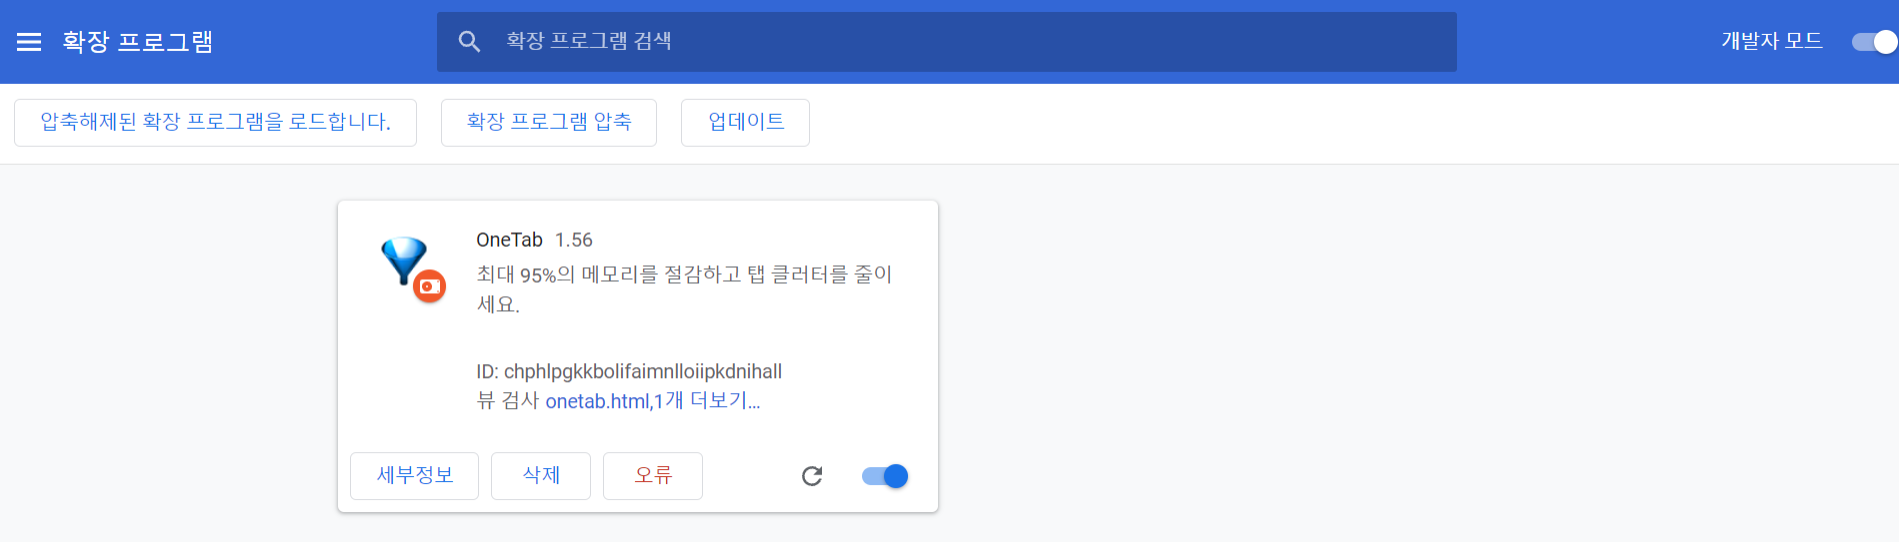 확장 프로그램
확장 프로그램 검색
개발자 모드
압축해제된 확장 프로그램을 로드합니다.
확장 프로그램 압축
업데이트
OneTab 1.56
최대 95%의 메모리를 절감하고 탭 클러터를 줄이
세요.
ID: chphlpgkkbolifaimnlloiipkdnihall
뷰 검사 onetab.html,1개 더보기...
세부정보
삭제
오류